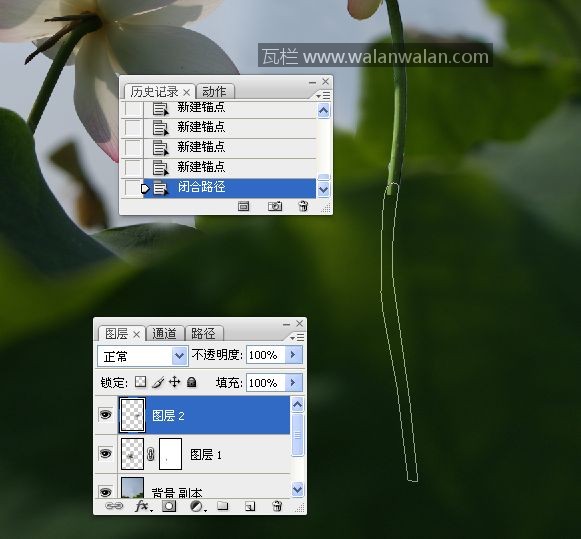 瓦栏 www.walanwalan.com
历史记录 × 动作
新建锚点
新建锚点
新建锚点
新建锚点
闭合路径
图层 × 通道 路径
正常 不透明度: 100%
锁定: 填充: 100%
图层 2
图层 1
背景 副本
fx